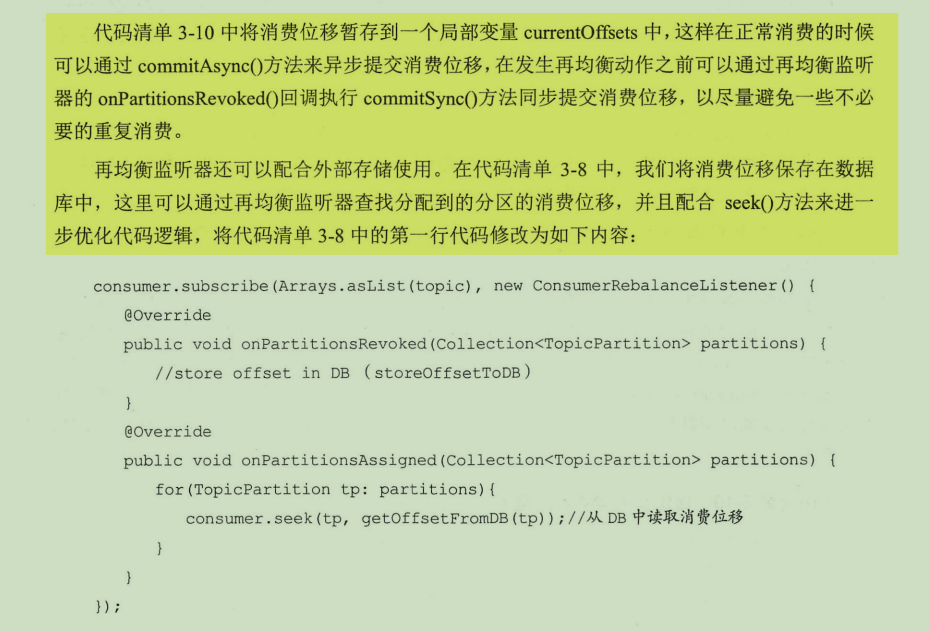 代码清单 3-10 中将消费位移暂存到一个局部变量 currentOffsets 中，这样在正常消费的时候
可以通过 commitAsync()方法来异步提交消费位移，在发生再均衡动作之前可以通过再均衡监听
器的 onPartitionsRevoked()回调执行 commitSync()方法同步提交消费位移，以尽量避免一些不必
要的重复消费。
再均衡监听器还可以配合外部存储使用。在代码清单 3-8 中，我们将消费位移保存在数据
库中，这里可以通过再均衡监听器查找分配到的分区的消费位移，并且配合 seek()方法来进一
步优化代码逻辑，将代码清单 3-8 中的第一行代码修改为如下内容：
consumer.subscribe(Arrays.asList(topic), new ConsumerRebalanceListener() {
@Override
public void onPartitionsRevoked(Collection<TopicPartition> partitions) {
//store offset in DB （storeOffsetToDB）
}
@Override
public void onPartitionsAssigned(Collection<TopicPartition> partitions) {
for(TopicPartition tp: partitions){
consumer.seek(tp, getOffsetFromDB(tp));//从 DB 中读取消费位移
}
}
});